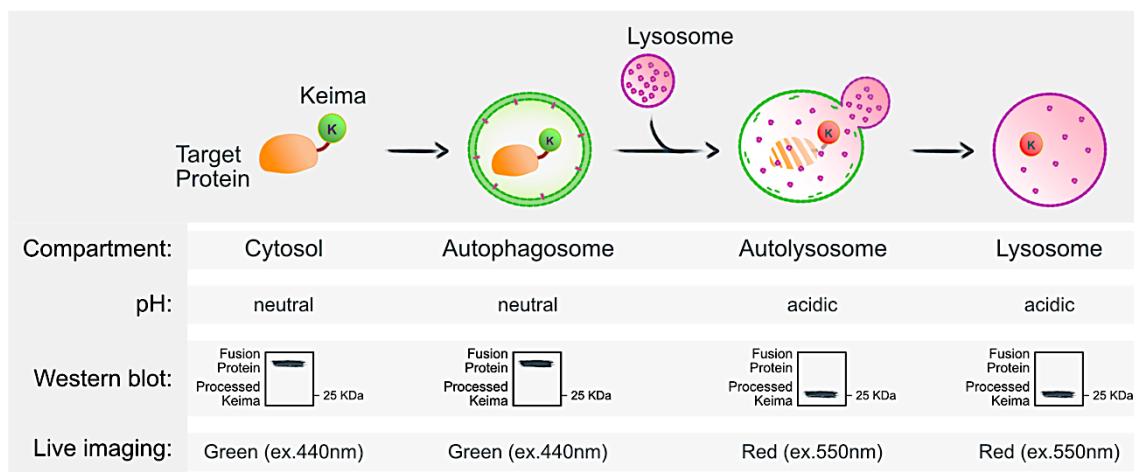 Lysosome
Keima
K
Target
Protein
K
K
K
Compartment: Cytosol Autophagosome Autolysosome Lysosome
pH: neutral neutral acidic acidic
Western blot:
Fusion
Protein
Processed
Keima
25 KDa
Fusion
Protein
Processed
Keima
25 KDa
Fusion
Protein
Processed
Keima
25 KDa
Fusion
Protein
Processed
Keima
25 KDa
Live imaging: Green (ex.440nm) Green (ex.440nm) Red (ex.550nm) Red (ex.550nm)